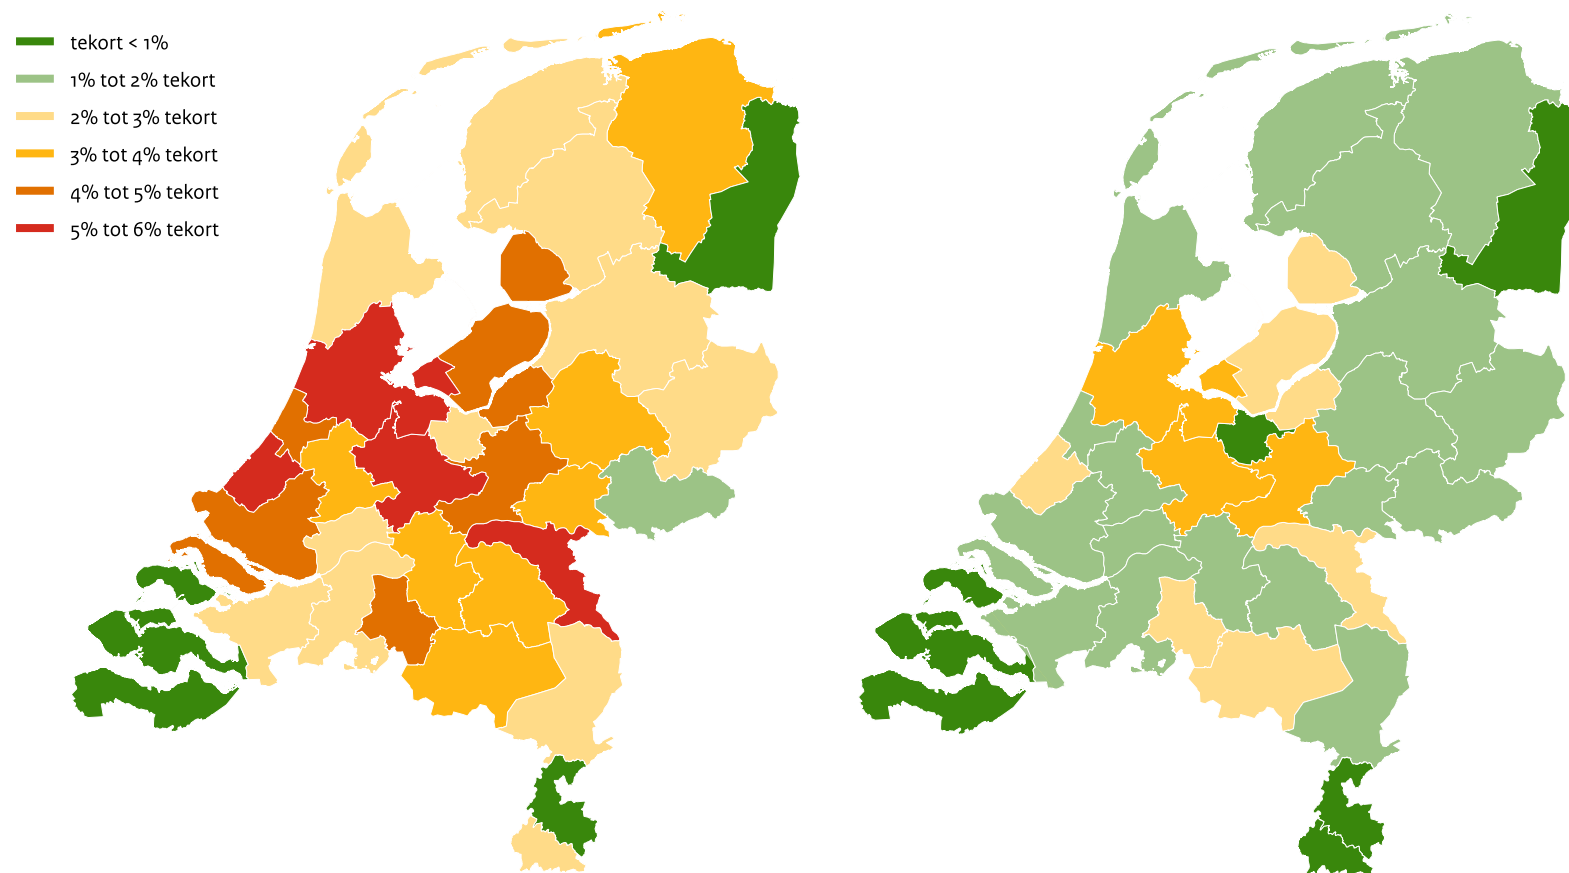 tekort < 1%
1% tot 2% tekort
2% tot 3% tekort
3% tot 4% tekort
4% tot 5% tekort
5% tot 6% tekort